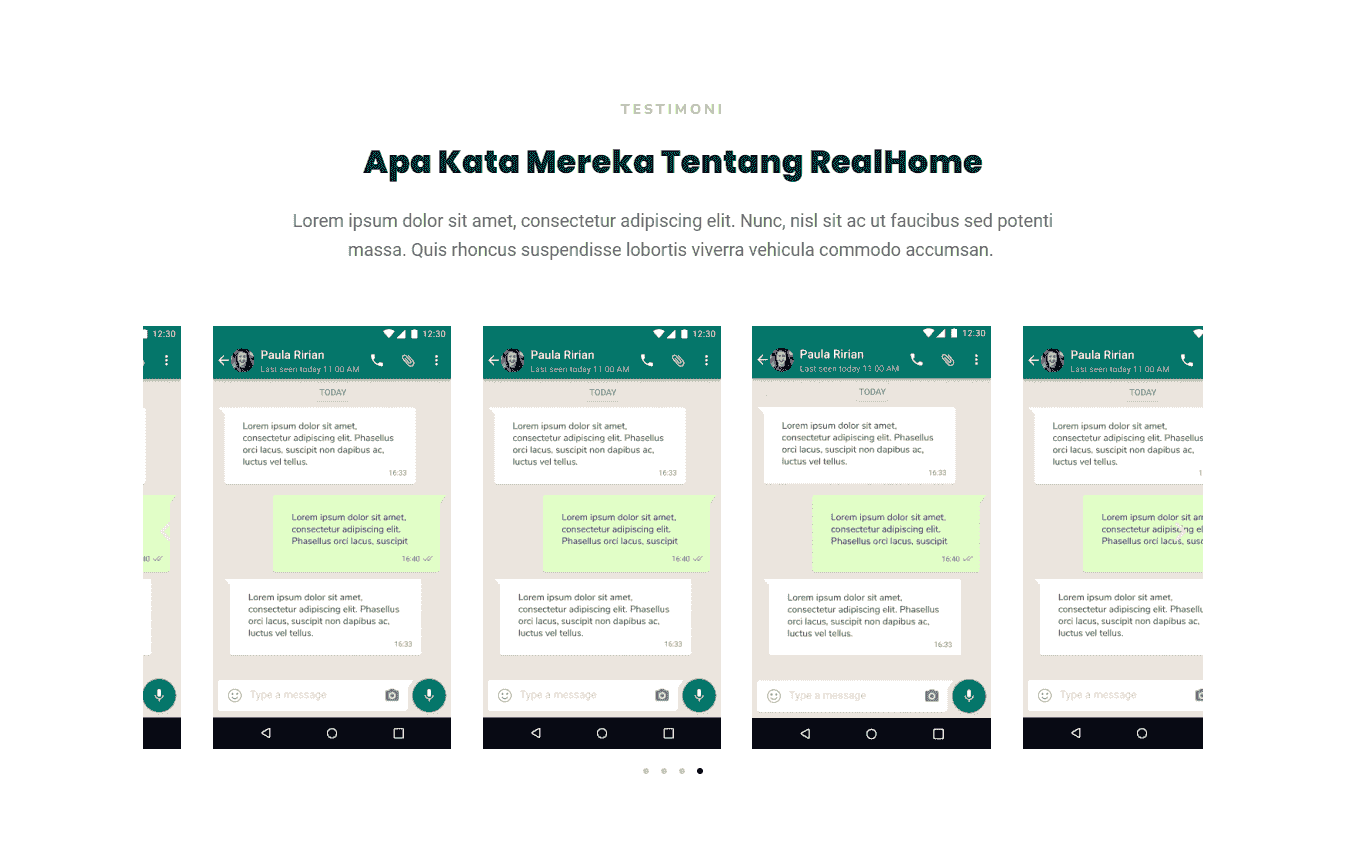 TESTIMONI
Apa Kata Mereka Tentang RealHome
Lorem ipsum dolor sit amet, consectetur adipiscing elit. Nunc, nisl sit ac ut faucibus sed potenti
massa. Quis rhoncus suspendisse lobortis viverra vehicula commodo accumsan.
12:30
16:40
12:30
Paula Ririan
Last seen today 11:00 AM
TODAY
Lorem ipsum dolor sit amet,
consectetur adipiscing elit. Phasellus
orci lacus, suscipit non dapibus ac,
luctus vel tellus.
16:33
Lorem ipsum dolor sit amet,
consectetur adipiscing elit.
Phasellus orci lacus, suscipit
16:40
Lorem ipsum dolor sit amet,
consectetur adipiscing elit. Phasellus
orci lacus, suscipit non dapibus ac,
luctus vel tellus.
16:33
Type a message
12:30
Paula Ririan
Last seen today 11:00 AM
TODAY
Lorem ipsum dolor sit amet,
consectetur adipiscing elit. Phasellus
orci lacus, suscipit non dapibus ac,
luctus vel tellus.
16:33
Lorem ipsum dolor sit amet,
consectetur adipiscing elit.
Phasellus orci lacus, suscipit
16:40
Lorem ipsum dolor sit amet,
consectetur adipiscing elit. Phasellus
orci lacus, suscipit non dapibus ac,
luctus vel tellus.
16:33
Type a message
12:30
Paula Ririan
Last seen today 11:00 AM
TODAY
Lorem ipsum dolor sit amet,
consectetur adipiscing elit. Phasellus
orci lacus, suscipit non dapibus ac,
luctus vel tellus.
16:33
Lorem ipsum dolor sit amet,
consectetur adipiscing elit.
Phasellus orci lacus, suscipit
16:40
Lorem ipsum dolor sit amet,
consectetur adipiscing elit. Phasellus
orci lacus, suscipit non dapibus ac,
luctus vel tellus.
16:33
Type a message
Paula Ririan
Last seen today 11:00 AM
TODAY
Lorem ipsum dolor sit amet,
consectetur adipiscing elit. Phasellu
orci lacus, suscipit non dapibus ac,
luctus vel tellus.
Lorem ipsum dolor sit am
consectetur adipiscing el
Phasellus orci lacus, susc
Lorem ipsum dolor sit amet,
consectetur adipiscing elit. Phasellu
orci lacus, suscipit non dapibus ac,
luctus vel tellus.
Type a message